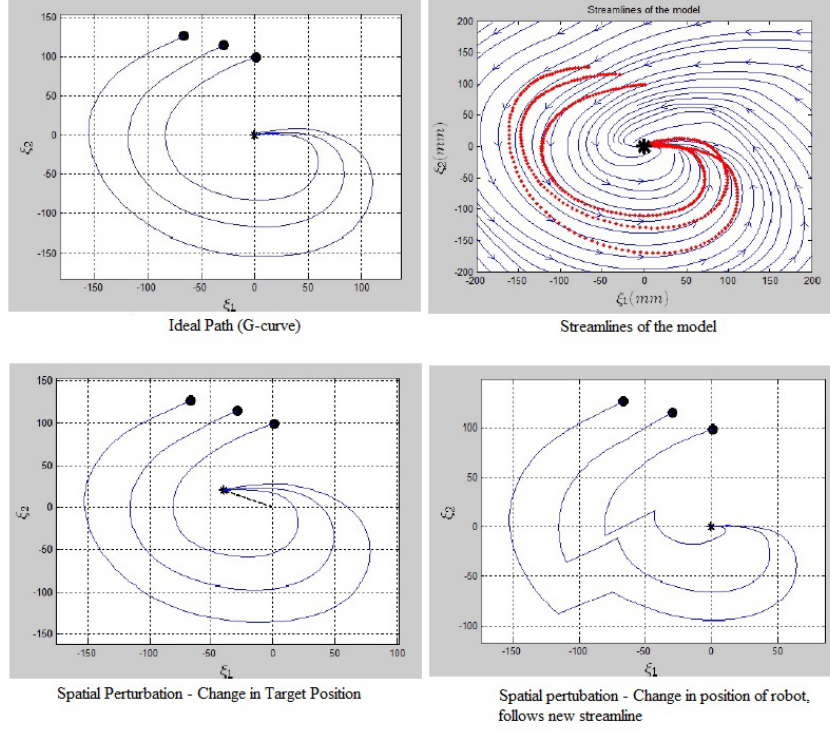 150
100
50
0
-50
-100
-150
ξ2
-150 -100 -50 0 50 100
ξ1
Ideal Path (G-curve)
Streamlines of the model
200
150
100
50
0
-50
-100
-150
-200
ξ2(mm)
-200 -150 -100 -50 0 50 100 150 200
ξ1(mm)
Streamlines of the model
150
100
50
0
-50
-100
-150
ξ2
-150 -100 -50 0 50 100
ξ1
Spatial Perturbation - Change in Target Position
100
50
0
-50
-100
ξ2
-150 -100 -50 0 50 100
ξ1
Spatial pertubation - Change in position of robot,
follows new streamline